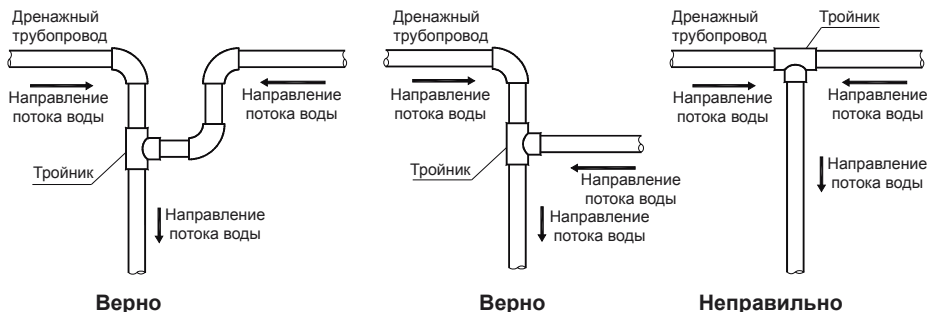 Дренажный
трубопровод
Направление
потока воды
Направление
потока воды
Тройник
Направление
потока воды
Верно
Дренажный
трубопровод
Направление
потока воды
Тройник
Направление
потока воды
Направление
потока воды
Верно
Дренажный
трубопровод
Тройник
Направление
потока воды
Направление
потока воды
Направление
потока воды
Неправильно